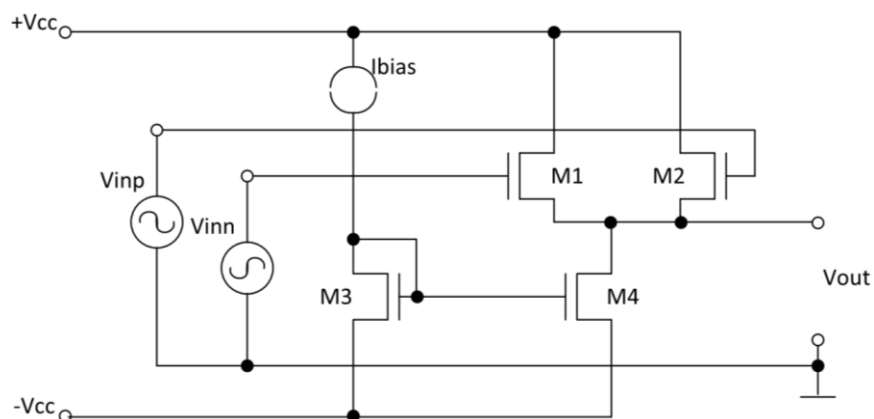 +Vcc
Ibias
Vinp
M1
M2
Vinn
M3
M4
Vout
-Vcc